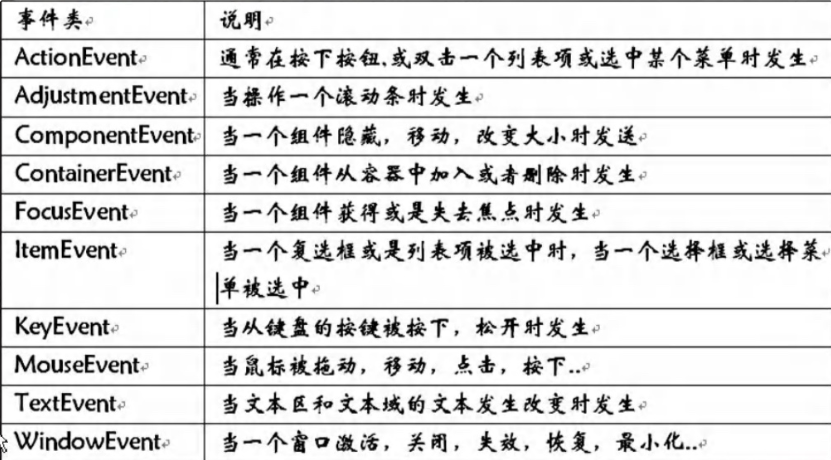 事件类 说明
ActionEvent 通常在按下按钮,或双击一个列表项或选中某个菜单时发生
AdjustmentEvent 当操作一个滚动条时发生
ComponentEvent 当一个组件隐藏，移动，改变大小时发送
ContainerEvent 当一个组件从容器中加入或者删除时发生
FocusEvent 当一个组件获得或是失去焦点时发生
ItemEvent 当一个复选框或是列表项被选中时，当一个选择框或选择菜
单被选中
KeyEvent 当从键盘的按键被按下，松开时发生
MouseEvent 当鼠标被拖动，移动，点击，按下..
TextEvent 当文本区和文本域的文本发生改变时发生
WindowEvent 当一个窗口激活，关闭，失效，恢复，最小化..